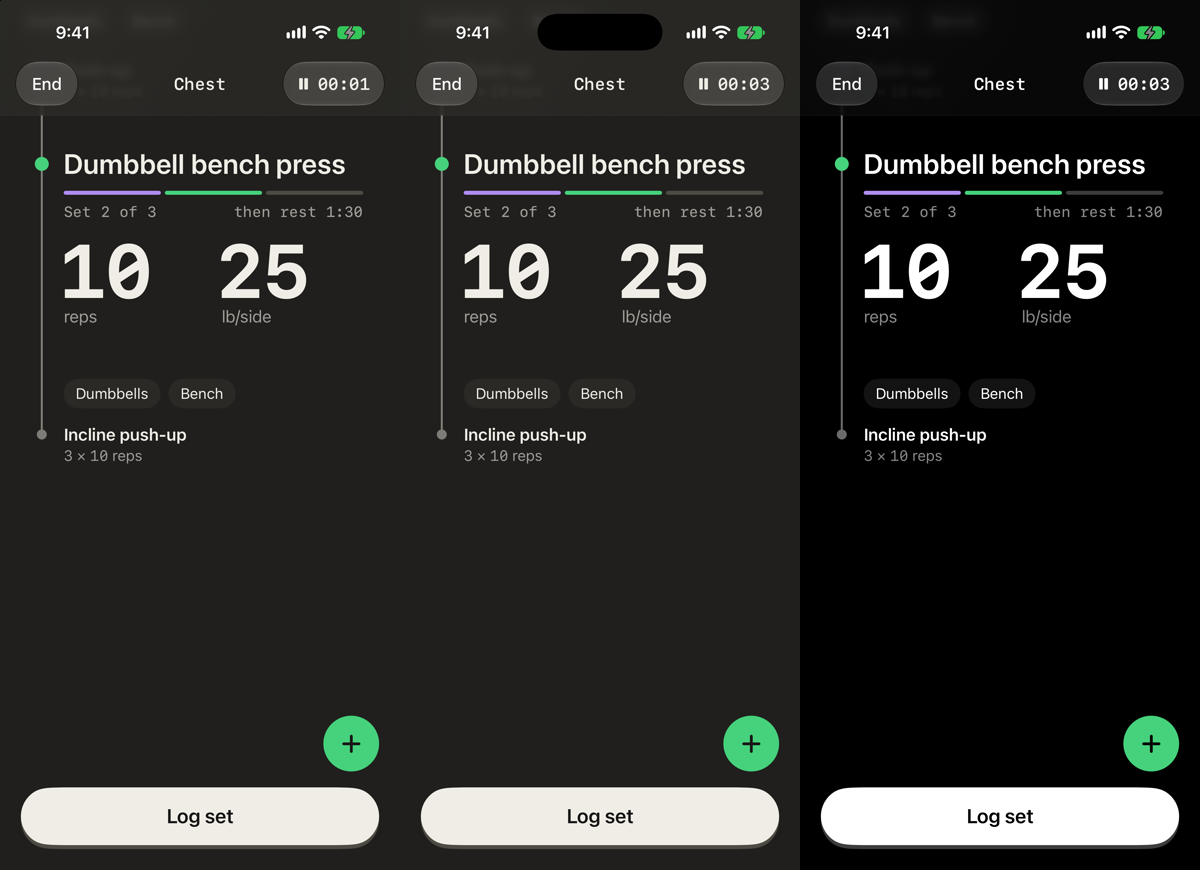 9:41
End
Chest
00:01
Dumbbell bench press
Set 2 of 3
then rest 1:30
10
25
reps
lb/side
Dumbbells
Bench
Incline push-up
3 × 10 reps
+
Log set
9:41
End
Chest
00:03
Dumbbell bench press
Set 2 of 3
then rest 1:30
10
25
reps
lb/side
Dumbbells
Bench
Incline push-up
3 × 10 reps
+
Log set
9:41
End
Chest
00:03
Dumbbell bench press
Set 2 of 3
then rest 1:30
10
25
reps
lb/side
Dumbbells
Bench
Incline push-up
3 × 10 reps
+
Log set